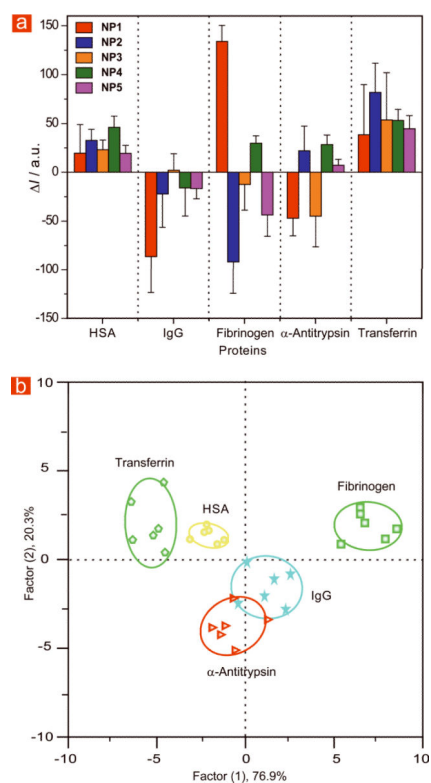 a
NP1
NP2
NP3
NP4
NP5
150
100
50
0
-50
-100
-150
ΔI / a.u.
HSA IgG Fibrinogen α-Antitrypsin Transferrin
Proteins
b
10
5
0
-5
-10
Factor (2), 20.3%
Transferrin
HSA
Fibrinogen
IgG
α-Antitrypsin
-10 -5 0 5 10
Factor (1), 76.9%